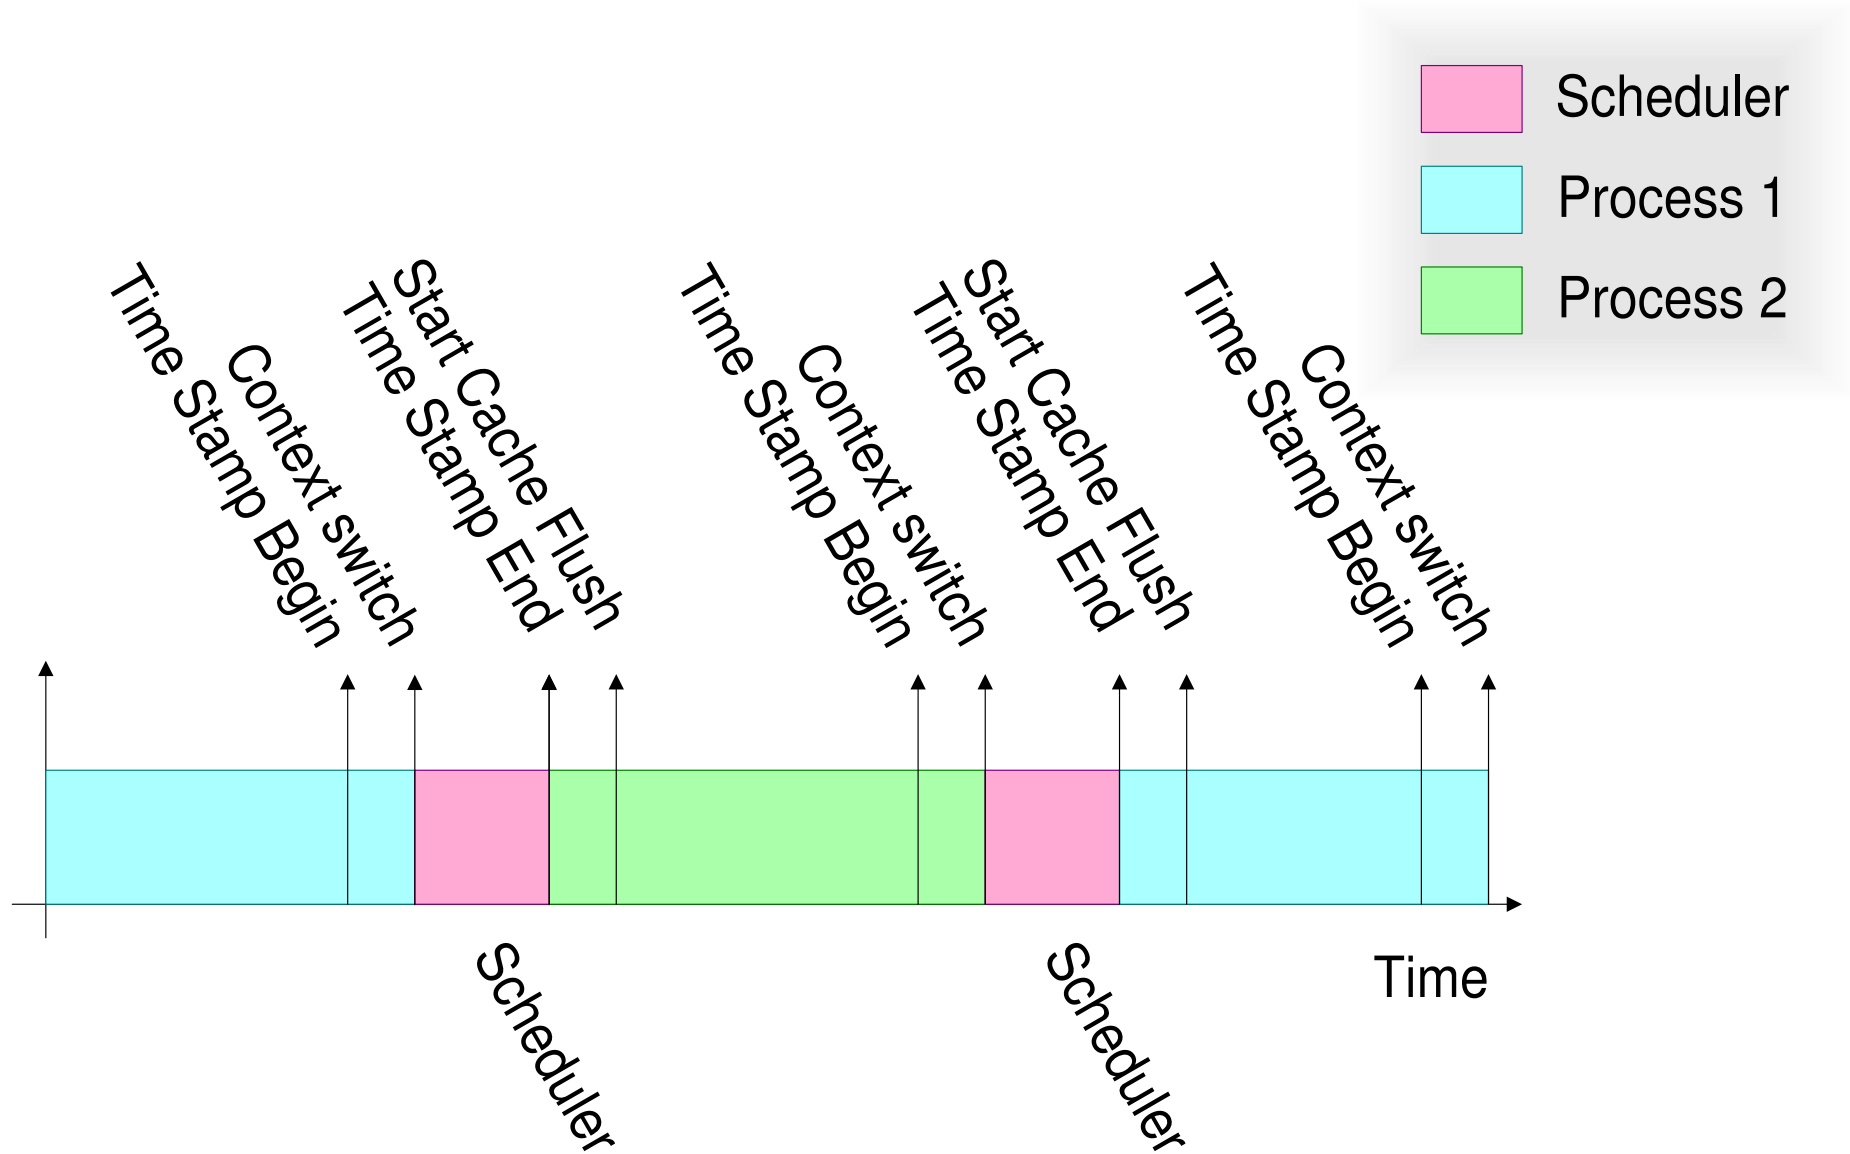 Scheduler
Process 1
Process 2
Time Stamp Begin
Context switch
Time Stamp End
Start Cache Flush
Time Stamp Begin
Context switch
Time Stamp End
Start Cache Flush
Time Stamp Begin
Context switch
Scheduler
Scheduler
Time